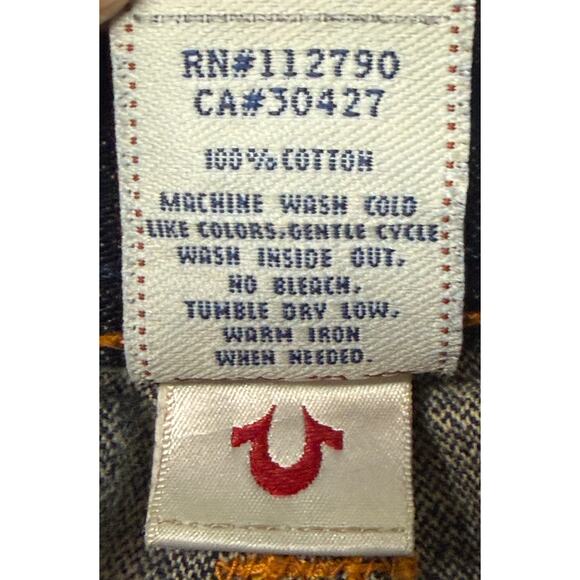 RN#112790
CA#30427
100% COTTON
MACHINE WASH COLD
LIKE COLORS, GENTLE CYCLE
WASH INSIDE OUT.
NO BLEACH.
TUMBLE DRY LOW.
WARM IRON
WHEN NEEDED.